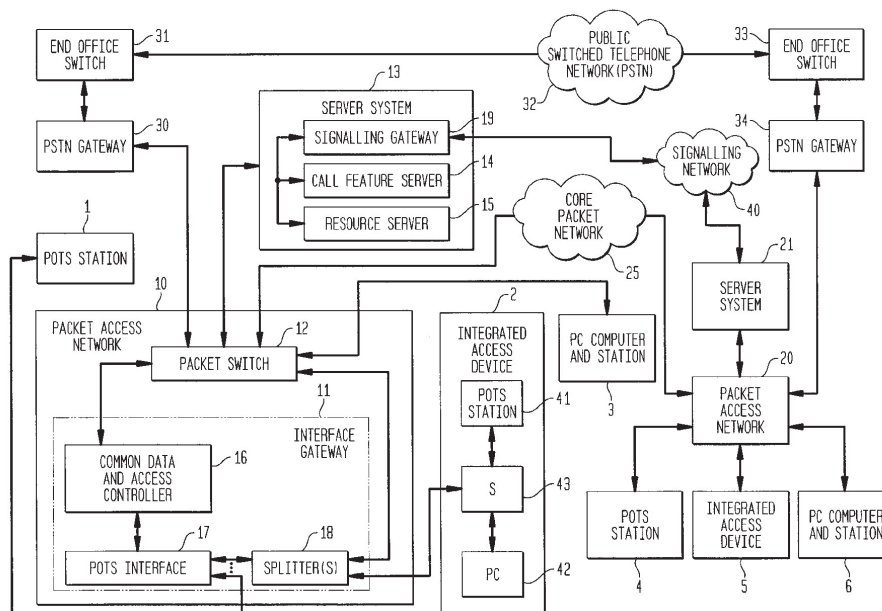 31
END OFFICE
SWITCH
PUBLIC
SWITCHED TELEPHONE
NETWORK(PSTN)
32
33
END OFFICE
SWITCH
30
PSTN GATEWAY
13
SERVER SYSTEM
19
SIGNALLING GATEWAY
14
CALL FEATURE SERVER
15
RESOURCE SERVER
34
PSTN GATEWAY
SIGNALLING
NETWORK
40
CORE
PACKET
NETWORK
25
1
POTS STATION
21
SERVER
SYSTEM
10
PACKET ACCESS
NETWORK
12
PACKET SWITCH
2
INTEGRATED
ACCESS
DEVICE
POTS
STATION
41
S
43
PC
42
PC COMPUTER
AND STATION
3
20
PACKET
ACCESS
NETWORK
11
INTERFACE
GATEWAY
COMMON DATA
AND ACCESS
CONTROLLER
16
17
POTS INTERFACE
18
SPLITTER(S)
POTS
STATION
4
INTEGRATED
ACCESS
DEVICE
5
PC COMPUTER
AND STATION
6